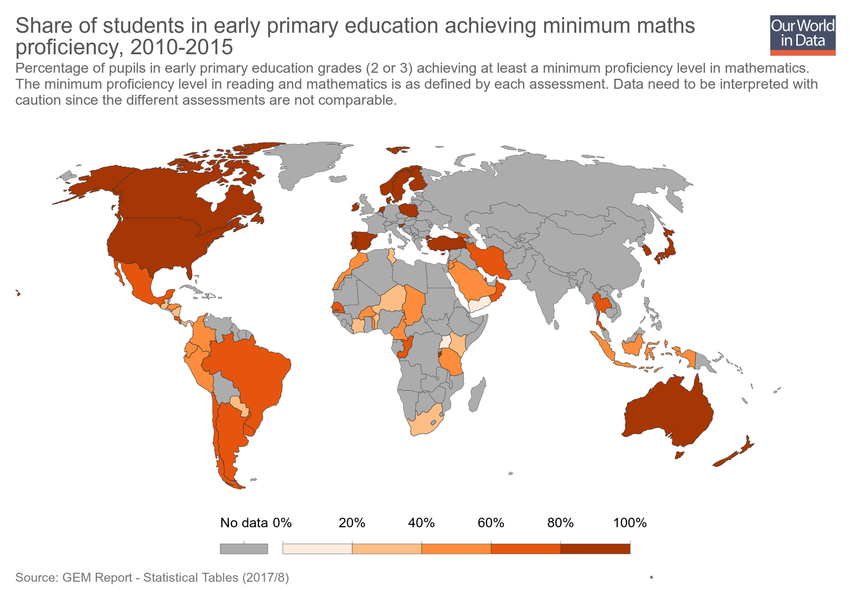 Share of students in early primary education achieving minimum maths
proficiency, 2010-2015
Our World
in Data
Percentage of pupils in early primary education grades (2 or 3) achieving at least a minimum proficiency level in mathematics.
The minimum proficiency level in reading and mathematics is as defined by each assessment. Data need to be interpreted with
caution since the different assessments are not comparable.
No data 0% 20% 40% 60% 80% 100%
Source: GEM Report - Statistical Tables (2017/8)